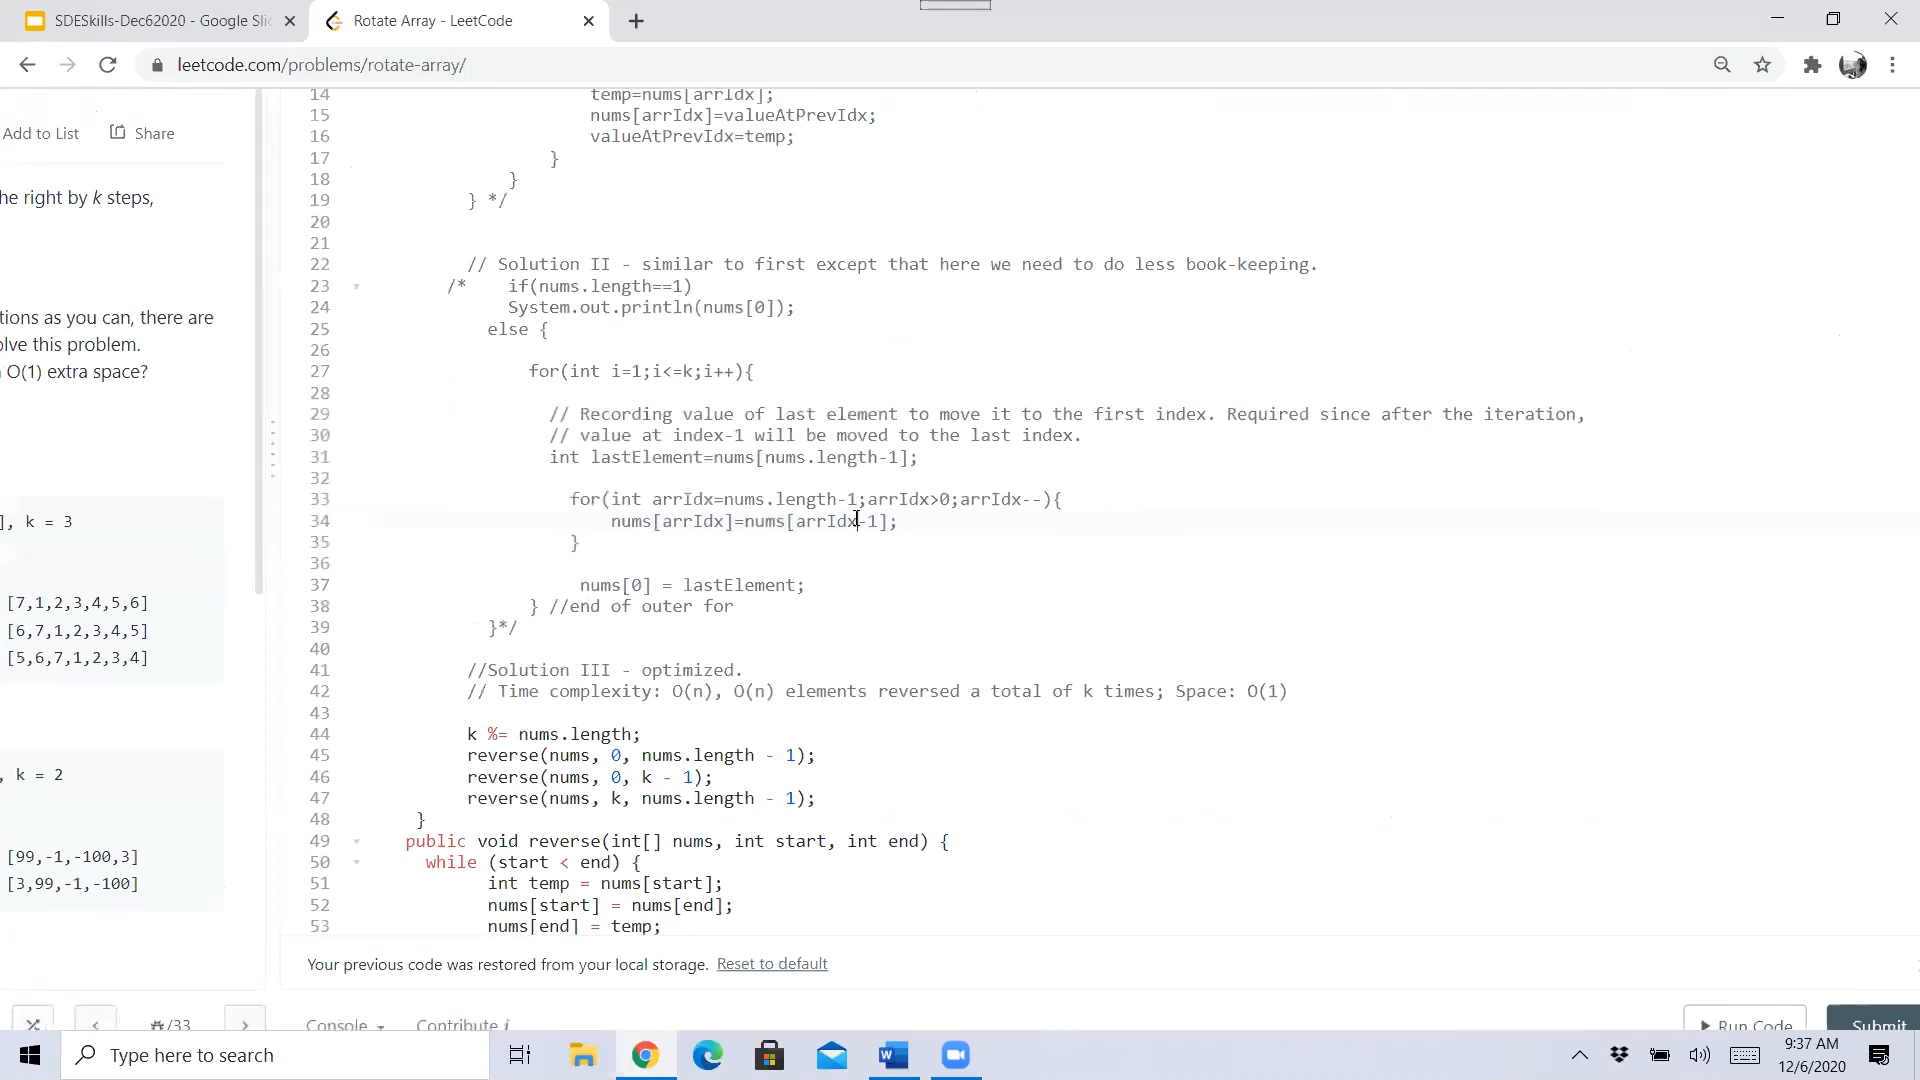 SDESkills-Dec62020 - Google Slic
Rotate Array - LeetCode
leetcode.com/problems/rotate-array/
Add to List Share
he right by k steps,
tions as you can, there are
olve this problem.
O(1) extra space?
], k = 3
[7,1,2,3,4,5,6]
[6,7,1,2,3,4,5]
[5,6,7,1,2,3,4]
, k = 2
[99,-1,-100,3]
[3,99,-1,-100]
14 temp=nums[arrIdx];
15 nums[arrIdx]=valueAtPrevIdx;
16 valueAtPrevIdx=temp;
17 }
18 }
19 } */
20
21
22 // Solution II - similar to first except that here we need to do less book-keeping.
23 /* if(nums.length==1)
24 System.out.println(nums[0]);
25 else {
26
27 for(int i=1;i<=k;i++){
28
29 // Recording value of last element to move it to the first index. Required since after the iteration,
30 // value at index-1 will be moved to the last index.
31 int lastElement=nums[nums.length-1];
32
33 for(int arrIdx=nums.length-1;arrIdx>0;arrIdx--){
34 nums[arrIdx]=nums[arrIdx-1];
35 }
36
37 nums[0] = lastElement;
38 } //end of outer for
39 }*/
40
41 //Solution III - optimized.
42 // Time complexity: O(n), O(n) elements reversed a total of k times; Space: O(1)
43
44 k %= nums.length;
45 reverse(nums, 0, nums.length - 1);
46 reverse(nums, 0, k - 1);
47 reverse(nums, k, nums.length - 1);
48 }
49 public void reverse(int[] nums, int start, int end) {
50 while (start < end) {
51 int temp = nums[start];
52 nums[start] = nums[end];
53 nums[end] = temp;
Your previous code was restored from your local storage. Reset to default
/33 Console Contribute i Run Code Submit
Type here to search
9:37 AM
12/6/2020